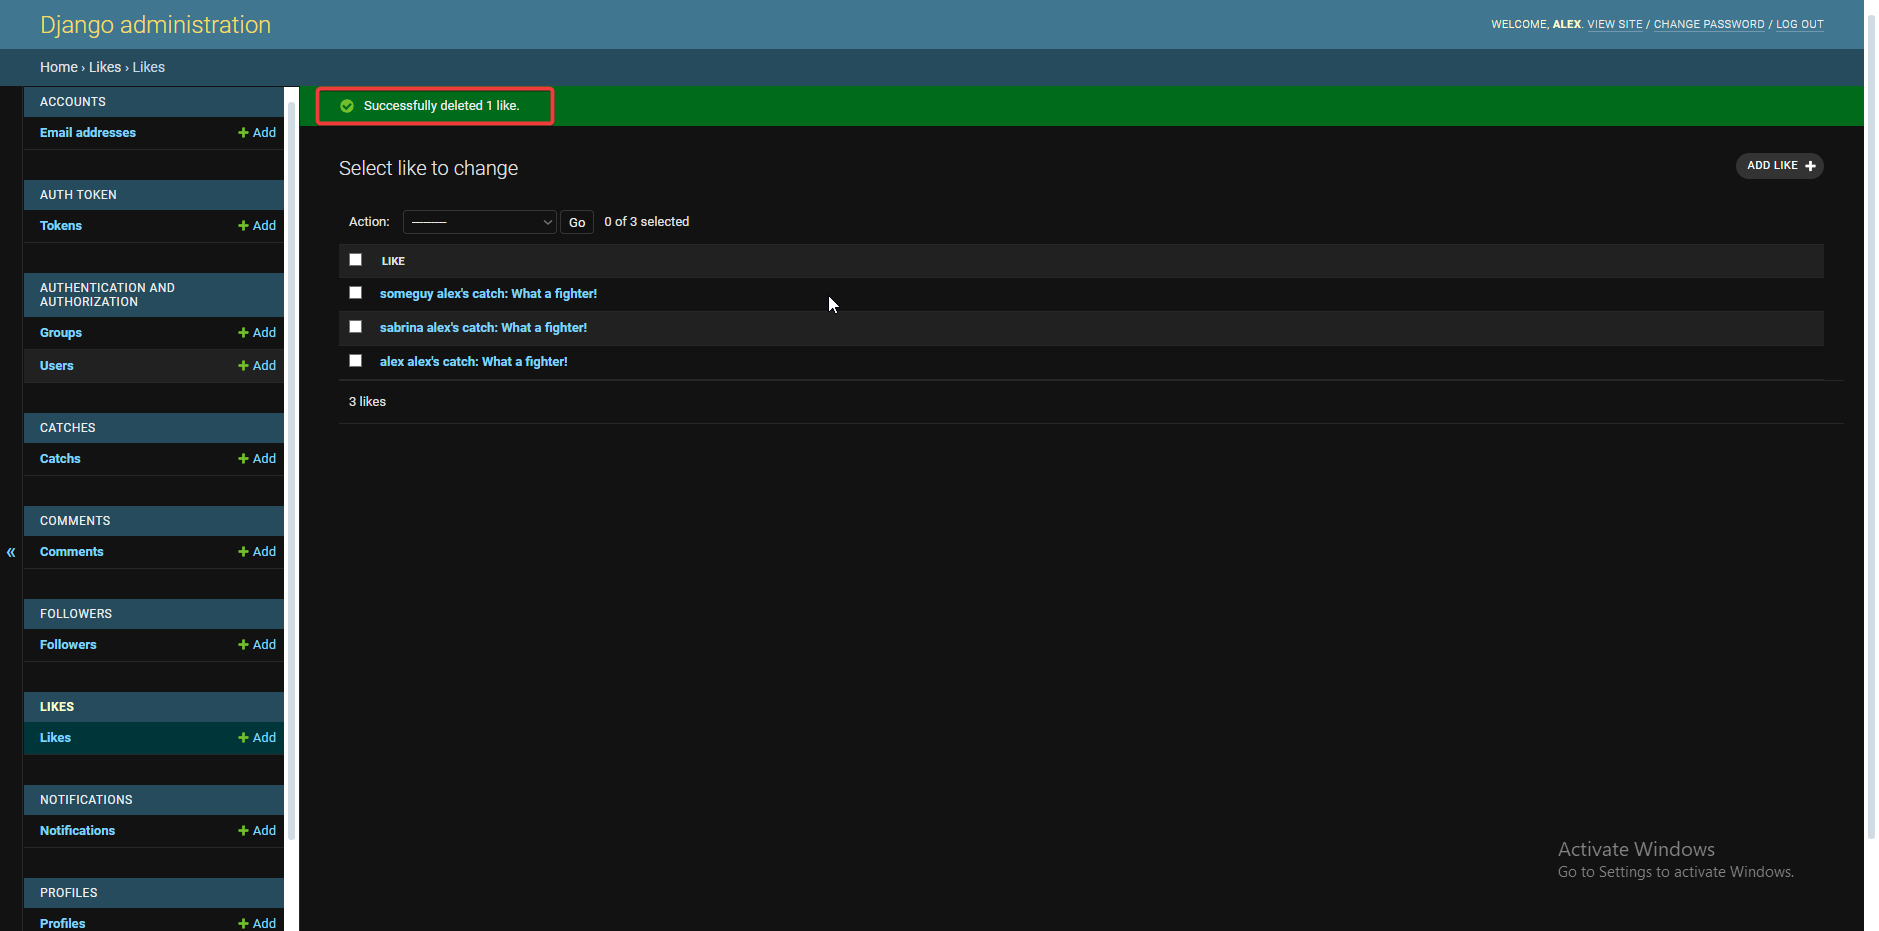 Django administration
WELCOME, ALEX. VIEW SITE / CHANGE PASSWORD / LOG OUT
Home › Likes › Likes
ACCOUNTS
Email addresses + Add
AUTH TOKEN
Tokens + Add
AUTHENTICATION AND
AUTHORIZATION
Groups + Add
Users + Add
CATCHES
Catchs + Add
COMMENTS
Comments + Add
FOLLOWERS
Followers + Add
LIKES
Likes + Add
NOTIFICATIONS
Notifications + Add
PROFILES
Profiles + Add
«
Successfully deleted 1 like.
Select like to change
ADD LIKE +
Action: --------- Go 0 of 3 selected
LIKE
someguy alex's catch: What a fighter!
sabrina alex's catch: What a fighter!
alex alex's catch: What a fighter!
3 likes
Activate Windows
Go to Settings to activate Windows.